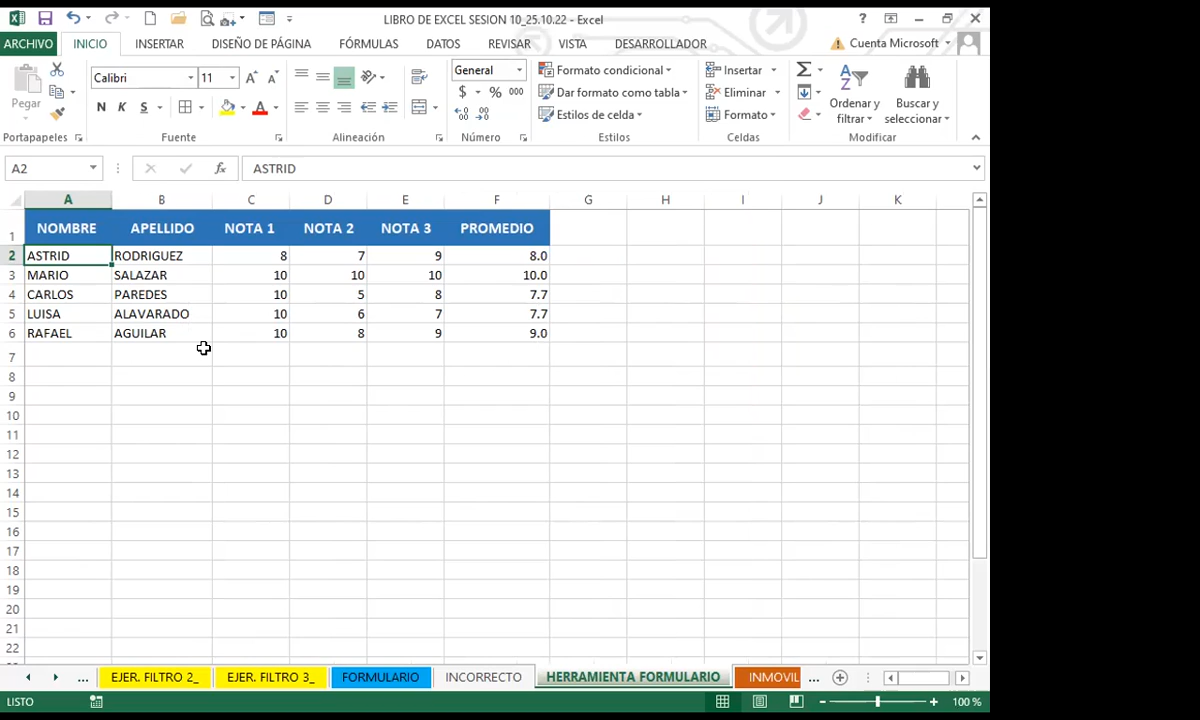 LIBRO DE EXCEL SESION 10_25.10.22 - Excel
?
ARCHIVO INICIO INSERTAR DISEÑO DE PÁGINA FÓRMULAS DATOS REVISAR VISTA DESARROLLADOR Cuenta Microsoft
Pegar
Calibri 11
N K S
General
$ % 000
Formato condicional
Dar formato como tabla
Estilos de celda
Insertar
Eliminar
Formato
Ordenar y filtrar
Buscar y seleccionar
Portapapeles Fuente Alineación Número Estilos Celdas Modificar
A2 fx ASTRID
A B C D E F G H I J K
1 NOMBRE APELLIDO NOTA 1 NOTA 2 NOTA 3 PROMEDIO
2 ASTRID RODRIGUEZ 8 7 9 8.0
3 MARIO SALAZAR 10 10 10 10.0
4 CARLOS PAREDES 10 5 8 7.7
5 LUISA ALAVARADO 10 6 7 7.7
6 RAFAEL AGUILAR 10 8 9 9.0
7
8
9
10
11
12
13
14
15
16
17
18
19
20
21
22
... EJER. FILTRO 2_ EJER. FILTRO 3_ FORMULARIO INCORRECTO HERRAMIENTA FORMULARIO INMOVIL ...
LISTO 100 %